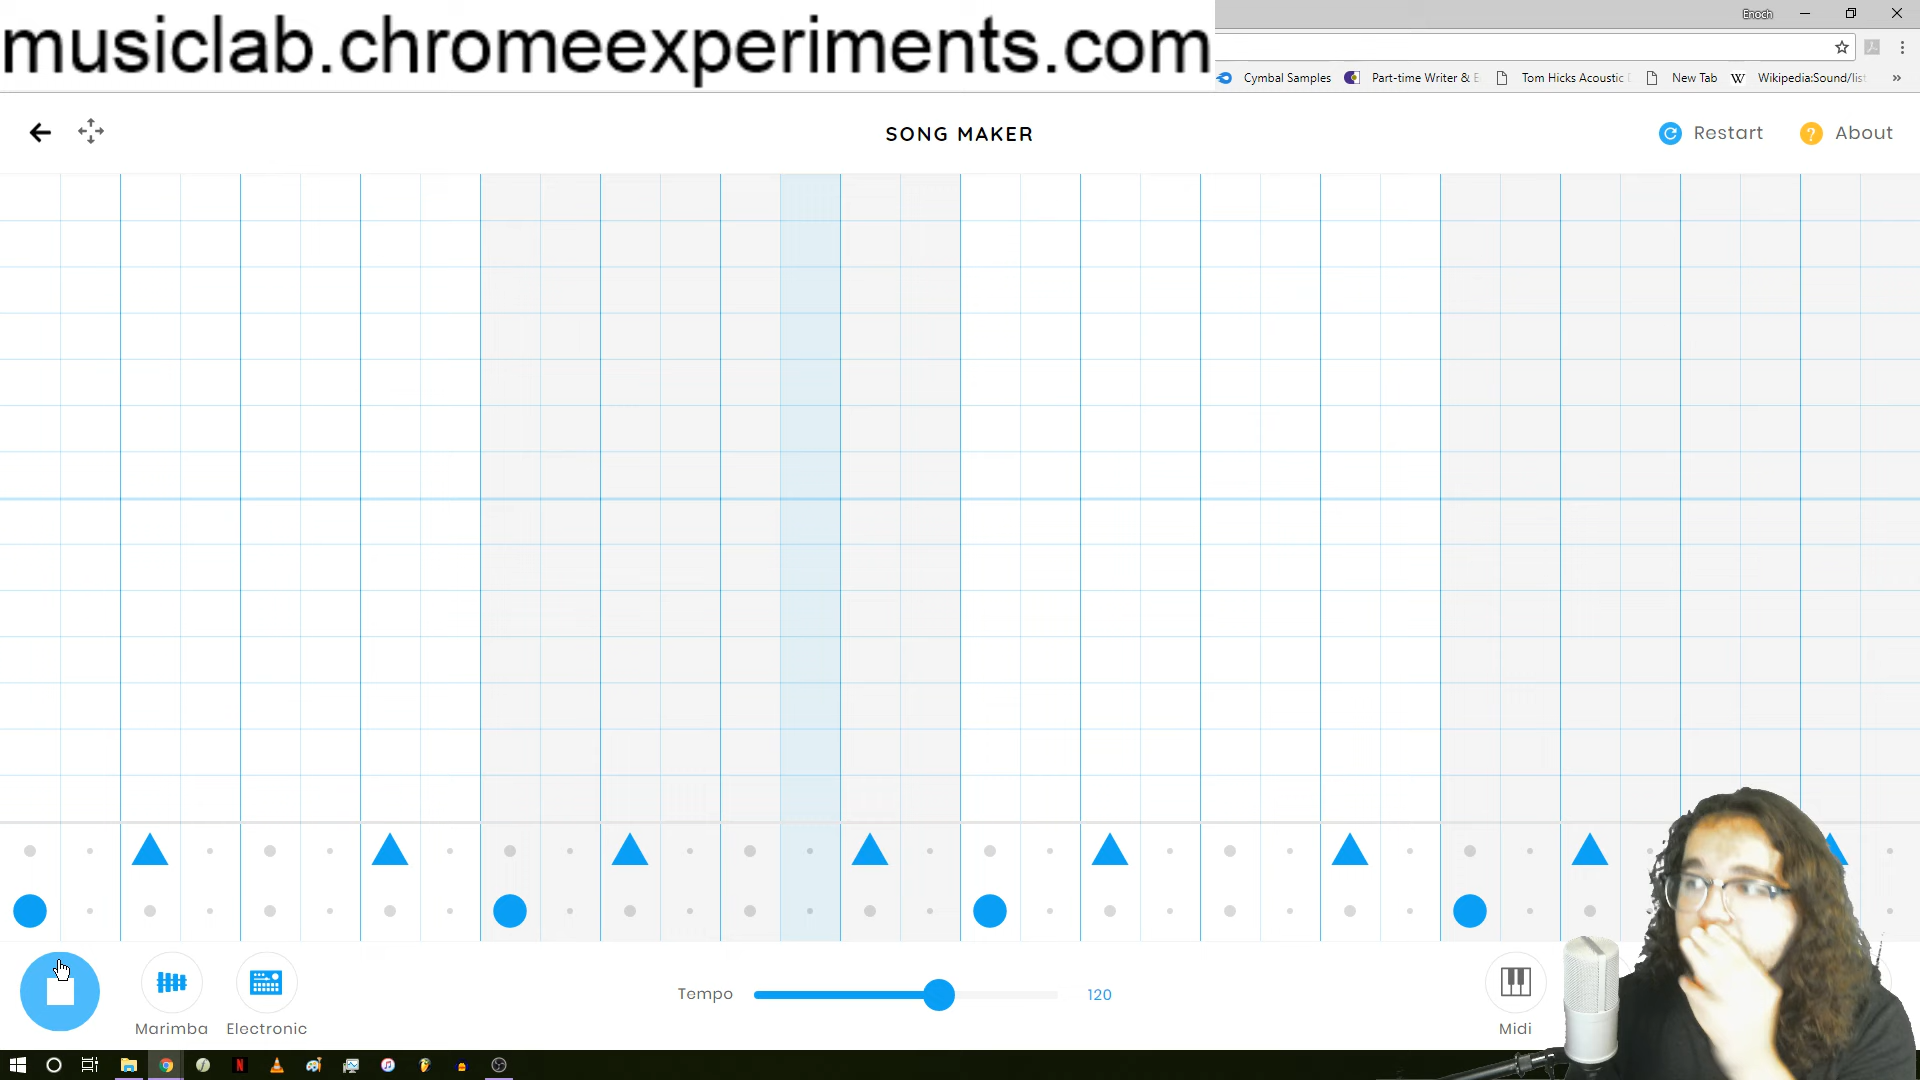 musiclab.chromeexperiments.com
Enoch
Cymbal Samples
Part-time Writer & E
Tom Hicks Acoustic
New Tab
W Wikipedia:Sound/list
»
SONG MAKER
Restart
? About
Tempo
120
Marimba
Electronic
Midi